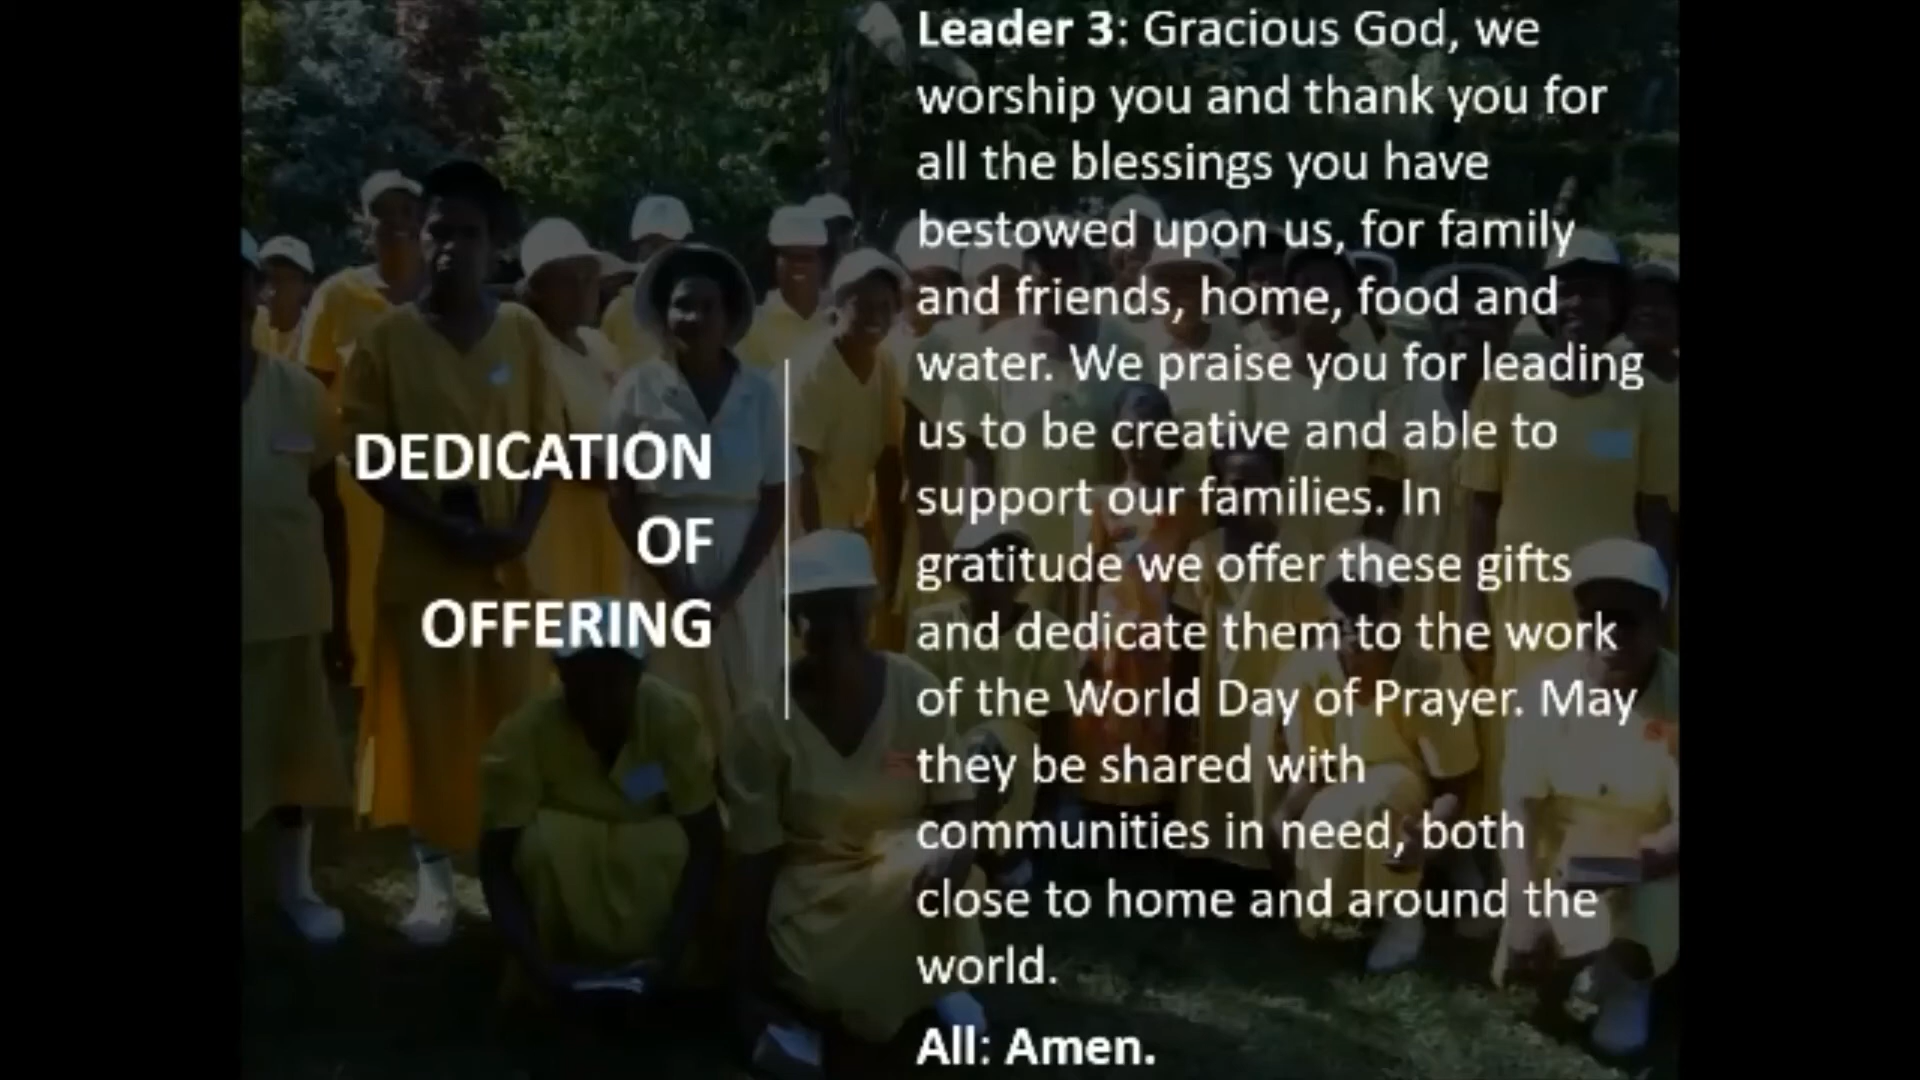 DEDICATION
OF
OFFERING
Leader 3: Gracious God, we
worship you and thank you for
all the blessings you have
bestowed upon us, for family
and friends, home, food and
water. We praise you for leading
us to be creative and able to
support our families. In
gratitude we offer these gifts
and dedicate them to the work
of the World Day of Prayer. May
they be shared with
communities in need, both
close to home and around the
world.
All: Amen.